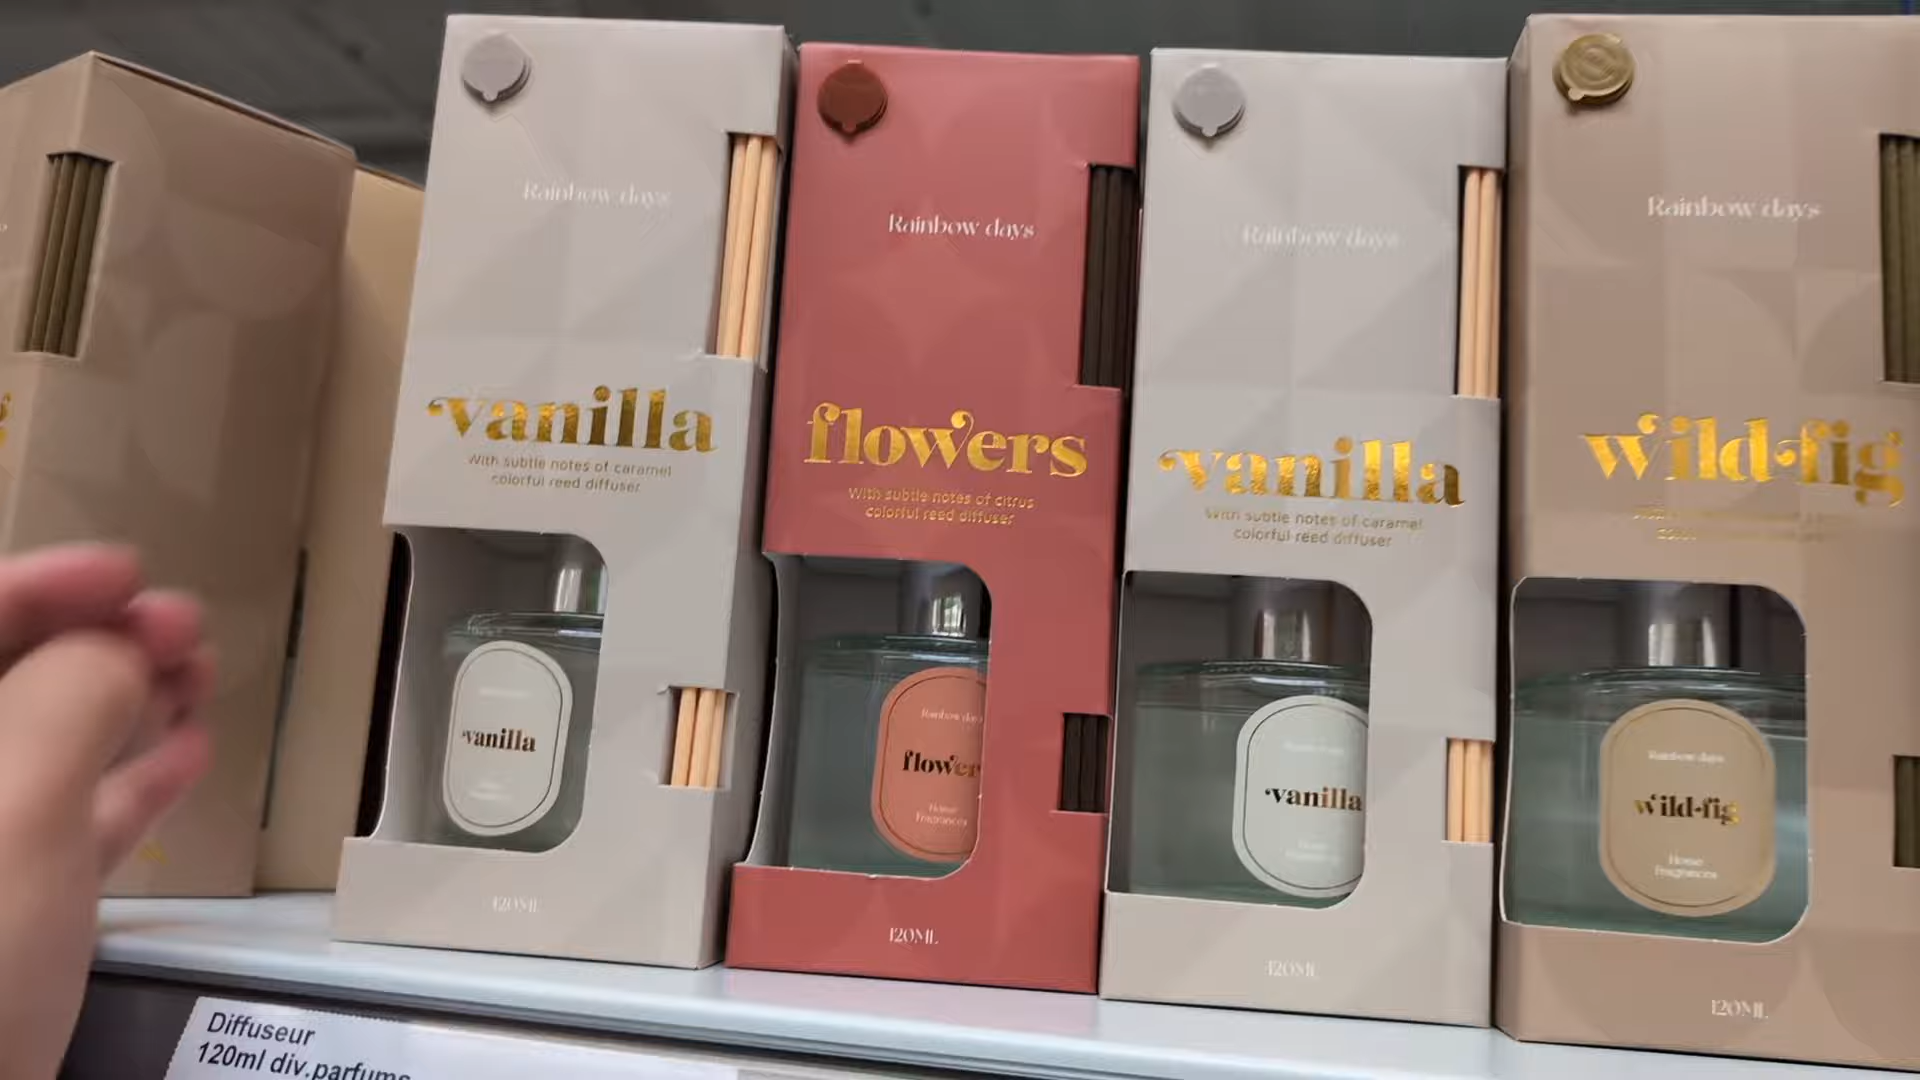 Rainbow days
vanilla
With subtle notes of caramel
colorful reed diffuser
vanilla
120ML
Rainbow days
flowers
With subtle notes of citrus
colorful reed diffuser
Rainbow days
flowers
Home
Fragrances
120ML
Rainbow days
vanilla
With subtle notes of caramel
colorful reed diffuser
vanilla
120ML
Rainbow days
wild-fig
Rainbow days
wild-fig
Home
Fragrances
120ML
Diffuseur
120ml div.parfums